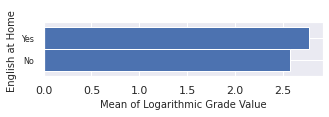 English at Home
Yes
No
0.0 0.5 1.0 1.5 2.0 2.5
Mean of Logarithmic Grade Value